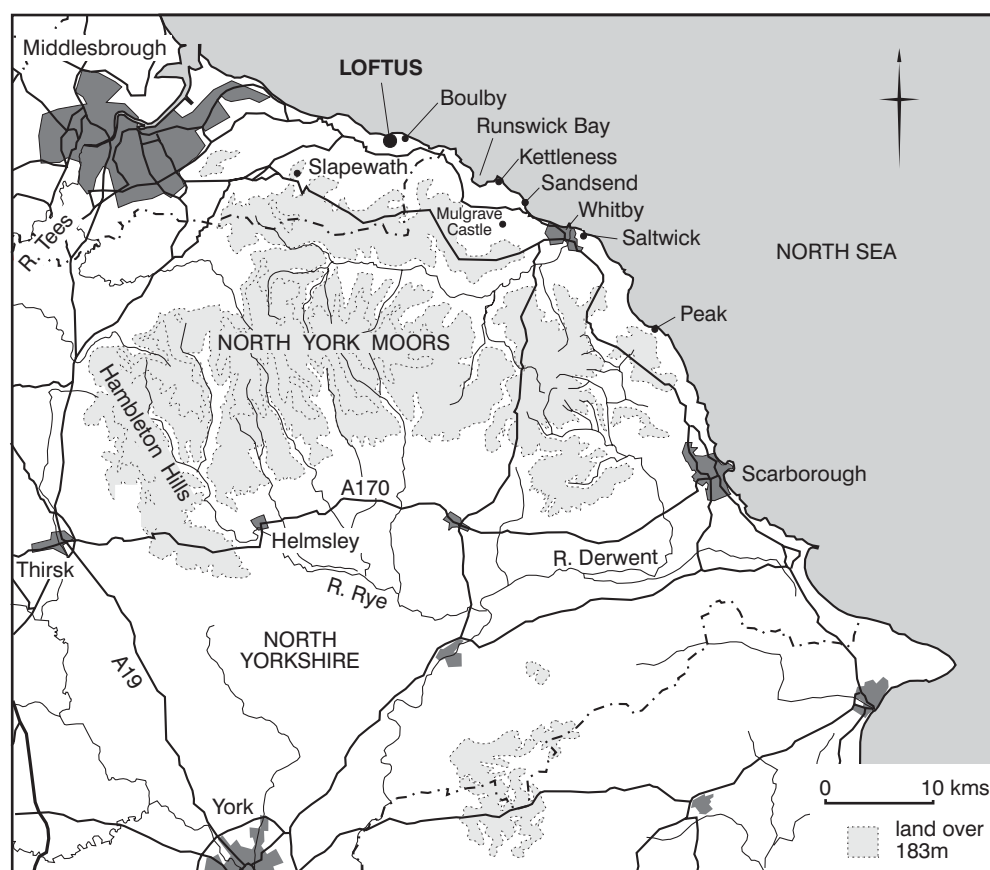 Middlesbrough
LOFTUS
Boulby
Runswick Bay
Kettleness
Slapewath
Sandsend
Mulgrave
Castle
Whitby
Saltwick
R. Tees
NORTH SEA
Peak
NORTH YORK MOORS
Hambleton Hills
Scarborough
A170
Helmsley
Thirsk
R. Derwent
R. Rye
NORTH
YORKSHIRE
A19
York
0 10 kms
land over
183m